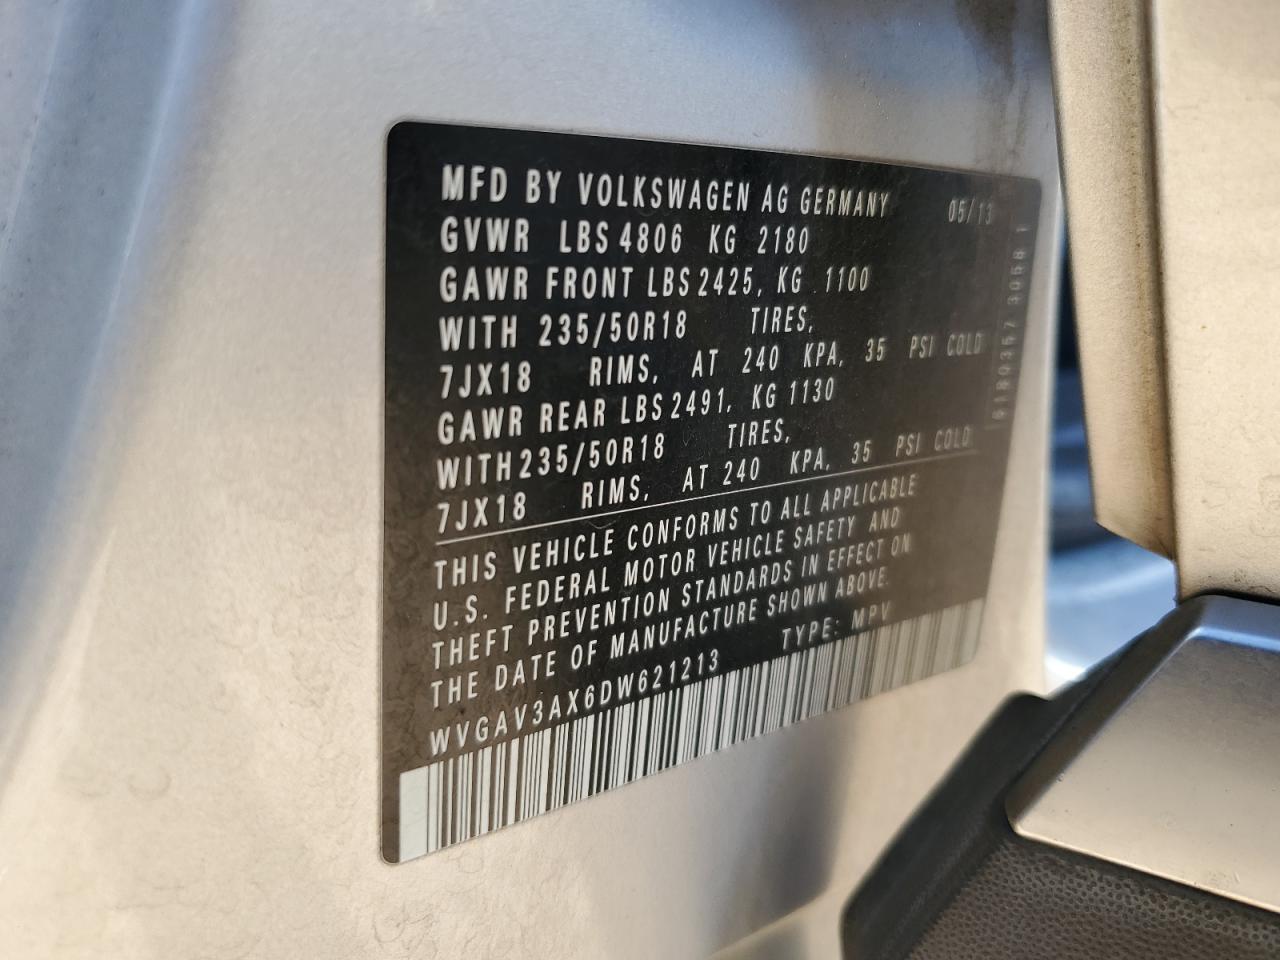 MFD BY VOLKSWAGEN AG GERMANY 05/13
GVWR LBS 4806 KG 2180
GAWR FRONT LBS 2425, KG 1100
WITH 235/50R18 TIRES,
7JX18 RIMS, AT 240 KPA, 35 PSI COLD
GAWR REAR LBS 2491, KG 1130
WITH 235/50R18 TIRES,
7JX18 RIMS, AT 240 KPA, 35 PSI COLD
THIS VEHICLE CONFORMS TO ALL APPLICABLE
U.S. FEDERAL MOTOR VEHICLE SAFETY AND
THEFT PREVENTION STANDARDS IN EFFECT ON
THE DATE OF MANUFACTURE SHOWN ABOVE.
WVGAV3AX6DW621213 TYPE: MPV